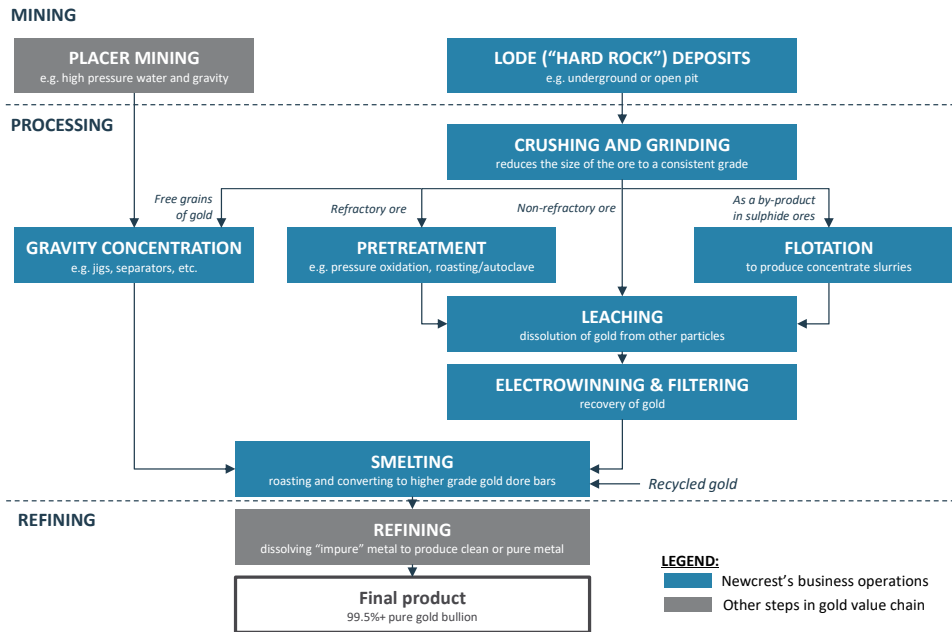 MINING
PLACER MINING
e.g. high pressure water and gravity
LODE (“HARD ROCK”) DEPOSITS
e.g. underground or open pit
PROCESSING
CRUSHING AND GRINDING
reduces the size of the ore to a consistent grade
Free grains
of gold
Refractory ore
Non-refractory ore
As a by-product
in sulphide ores
GRAVITY CONCENTRATION
e.g. jigs, separators, etc.
PRETREATMENT
e.g. pressure oxidation, roasting/autoclave
FLOTATION
to produce concentrate slurries
LEACHING
dissolution of gold from other particles
ELECTROWINNING & FILTERING
recovery of gold
SMELTING
roasting and converting to higher grade gold dore bars
Recycled gold
REFINING
REFINING
dissolving “impure” metal to produce clean or pure metal
Final product
99.5%+ pure gold bullion
LEGEND:
Newcrest’s business operations
Other steps in gold value chain